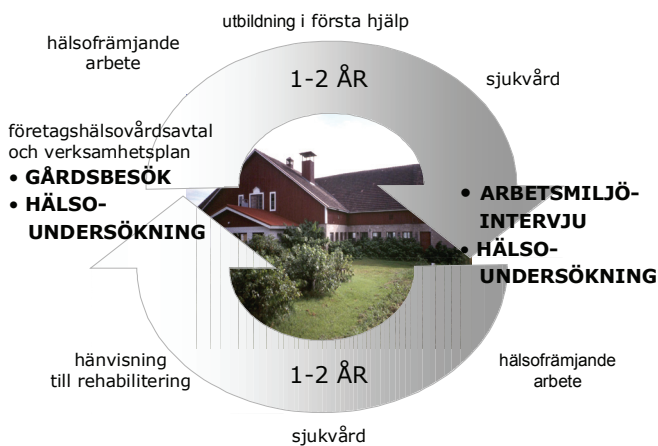 utbildning i första hjälp
hälsofrämjande
arbete
1-2 ÅR
sjukvård
företagshälsovårdsavtal
och verksamhetsplan
• GÅRDSBESÖK
• HÄLSO-
UNDERSÖKNING
• ARBETSMILJÖ-
INTERVJU
• HÄLSO-
UNDERSÖKNING
hänvisning
till rehabilitering
1-2 ÅR
hälsofrämjande
arbete
sjukvård